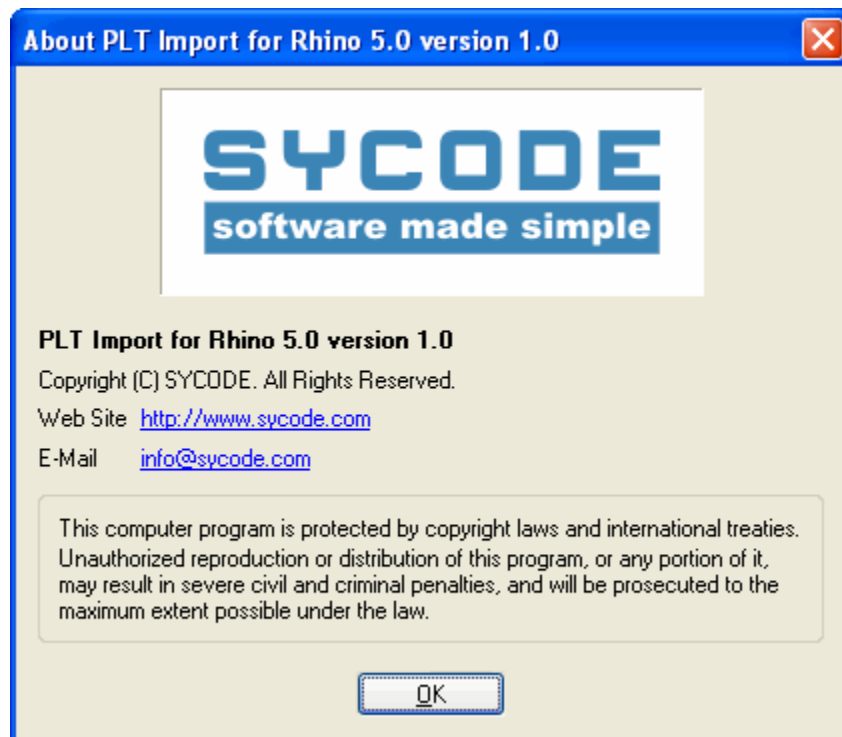 About PLT Import for Rhino 5.0 version 1.0
SYCODE
software made simple
PLT Import for Rhino 5.0 version 1.0
Copyright (C) SYCODE. All Rights Reserved.
Web Site http://www.sycode.com
E-Mail info@sycode.com
This computer program is protected by copyright laws and international treaties.
Unauthorized reproduction or distribution of this program, or any portion of it,
may result in severe civil and criminal penalties, and will be prosecuted to the
maximum extent possible under the law.
OK